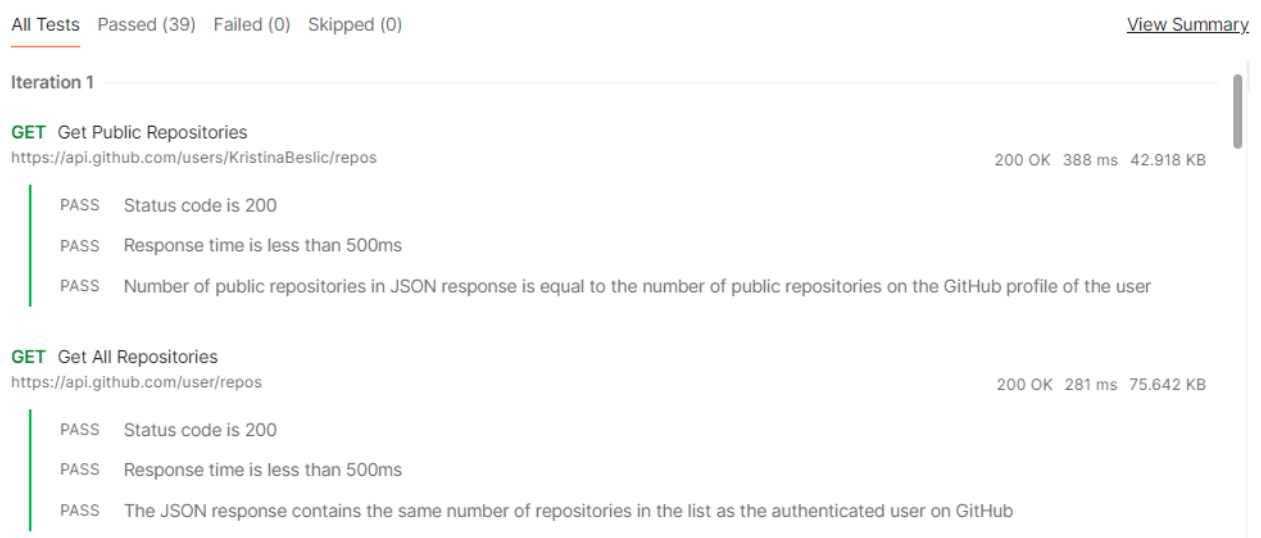 All Tests Passed (39) Failed (0) Skipped (0) View Summary
Iteration 1
GET Get Public Repositories
https://api.github.com/users/KristinaBeslic/repos 200 OK 388 ms 42.918 KB
PASS Status code is 200
PASS Response time is less than 500ms
PASS Number of public repositories in JSON response is equal to the number of public repositories on the GitHub profile of the user
GET Get All Repositories
https://api.github.com/user/repos 200 OK 281 ms 75.642 KB
PASS Status code is 200
PASS Response time is less than 500ms
PASS The JSON response contains the same number of repositories in the list as the authenticated user on GitHub